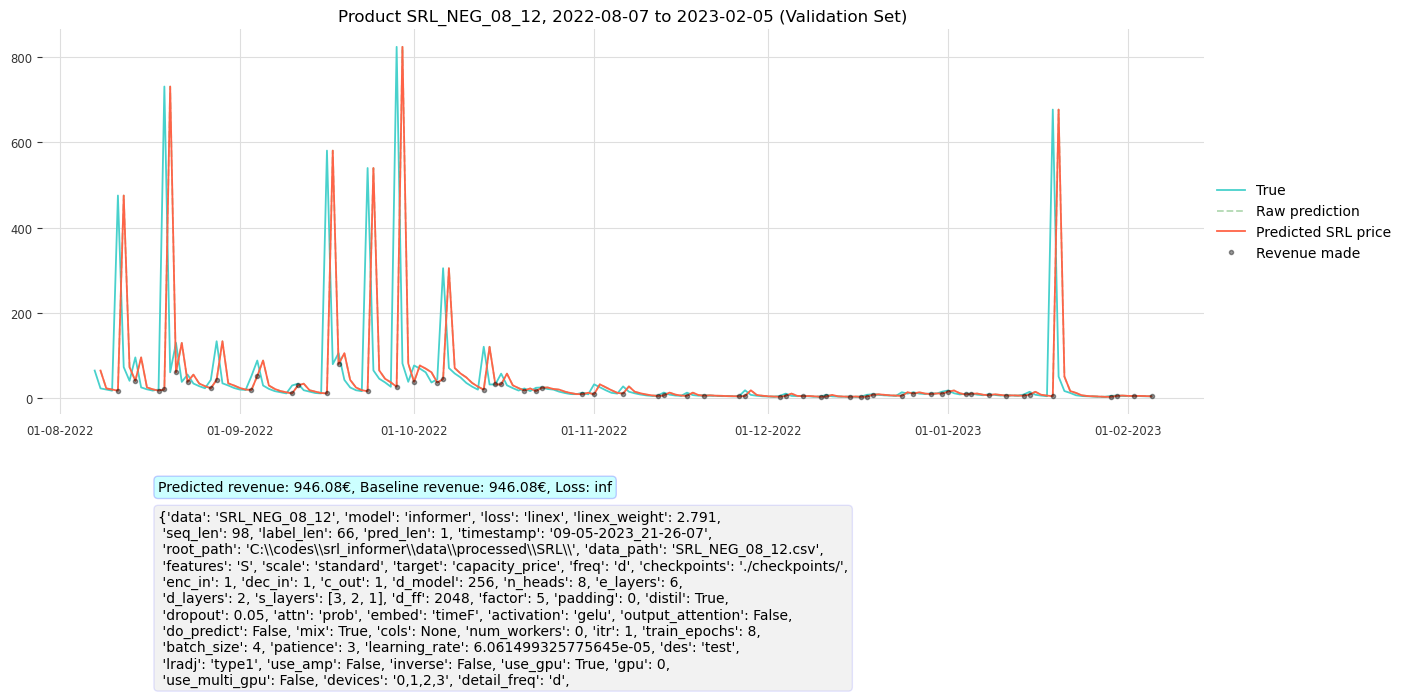 Product SRL_NEG_08_12, 2022-08-07 to 2023-02-05 (Validation Set)
800
600
400
200
0
01-08-2022 01-09-2022 01-10-2022 01-11-2022 01-12-2022 01-01-2023 01-02-2023
True
Raw prediction
Predicted SRL price
Revenue made
Predicted revenue: 946.08€, Baseline revenue: 946.08€, Loss: inf
{'data': 'SRL_NEG_08_12', 'model': 'informer', 'loss': 'linex', 'linex_weight': 2.791,
'seq_len': 98, 'label_len': 66, 'pred_len': 1, 'timestamp': '09-05-2023_21-26-07',
'root_path': 'C:\\codes\\srl_informer\\data\\processed\\SRL\\', 'data_path': 'SRL_NEG_08_12.csv',
'features': 'S', 'scale': 'standard', 'target': 'capacity_price', 'freq': 'd', 'checkpoints': './checkpoints/',
'enc_in': 1, 'dec_in': 1, 'c_out': 1, 'd_model': 256, 'n_heads': 8, 'e_layers': 6,
'd_layers': 2, 's_layers': [3, 2, 1], 'd_ff': 2048, 'factor': 5, 'padding': 0, 'distil': True,
'dropout': 0.05, 'attn': 'prob', 'embed': 'timeF', 'activation': 'gelu', 'output_attention': False,
'do_predict': False, 'mix': True, 'cols': None, 'num_workers': 0, 'itr': 1, 'train_epochs': 8,
'batch_size': 4, 'patience': 3, 'learning_rate': 6.061499325775645e-05, 'des': 'test',
'lradj': 'type1', 'use_amp': False, 'inverse': False, 'use_gpu': True, 'gpu': 0,
'use_multi_gpu': False, 'devices': '0,1,2,3', 'detail_freq': 'd',